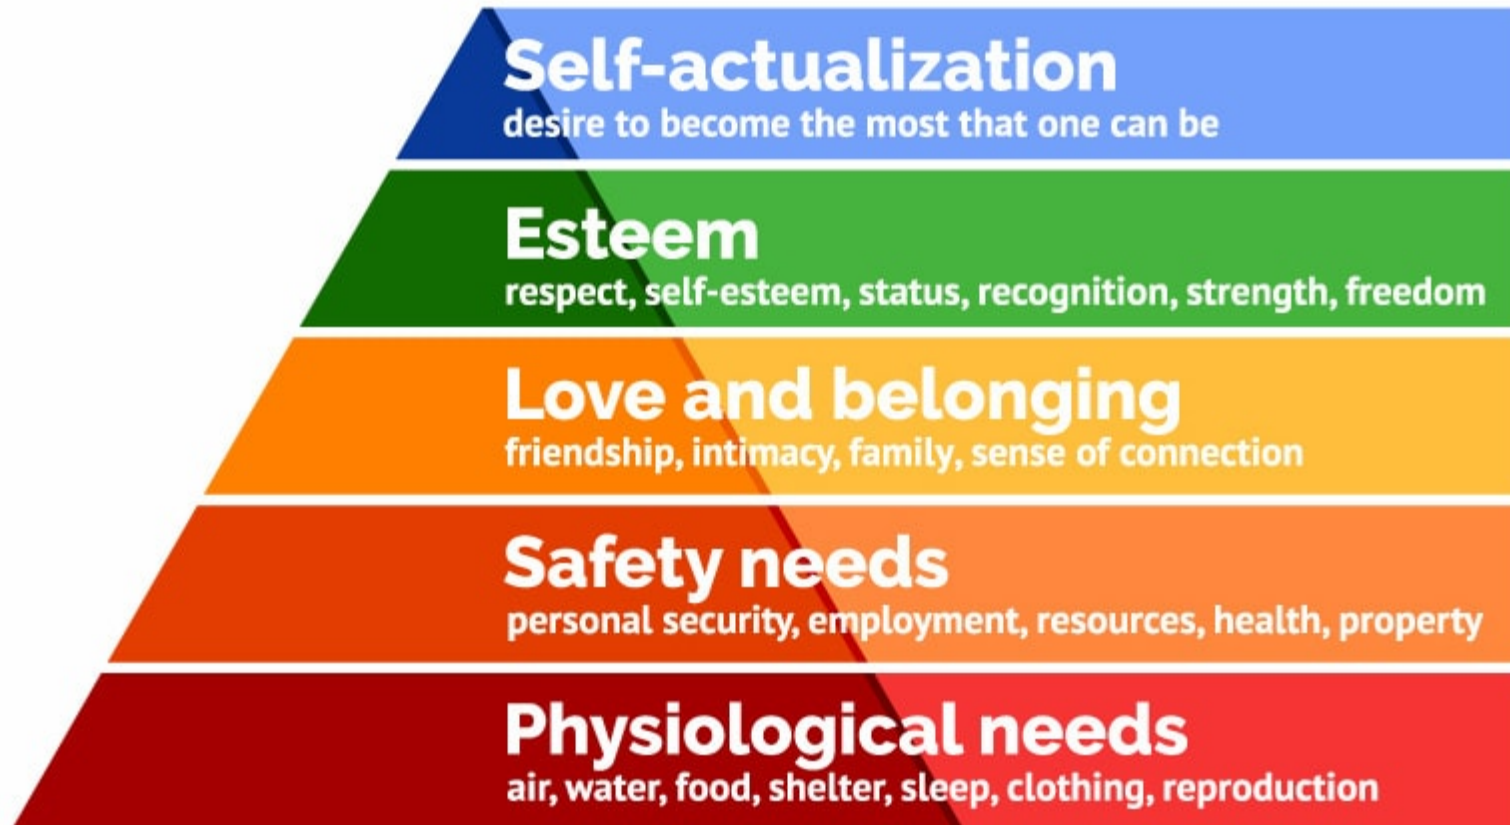 Self-actualization
desire to become the most that one can be
Esteem
respect, self-esteem, status, recognition, strength, freedom
Love and belonging
friendship, intimacy, family, sense of connection
Safety needs
personal security, employment, resources, health, property
Physiological needs
air, water, food, shelter, sleep, clothing, reproduction